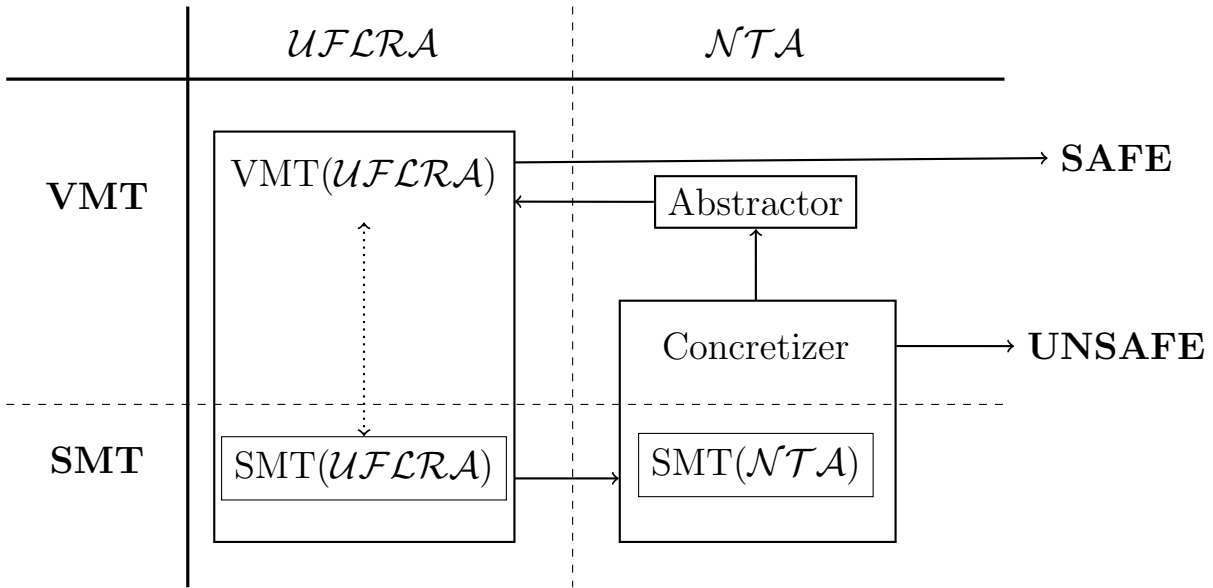 𝒰ℱℒℛ𝒜 𝒩𝒯𝒜
VMT
VMT(𝒰ℱℒℛ𝒜)
SAFE
Abstractor
Concretizer
UNSAFE
SMT
SMT(𝒰ℱℒℛ𝒜)
SMT(𝒩𝒯𝒜)